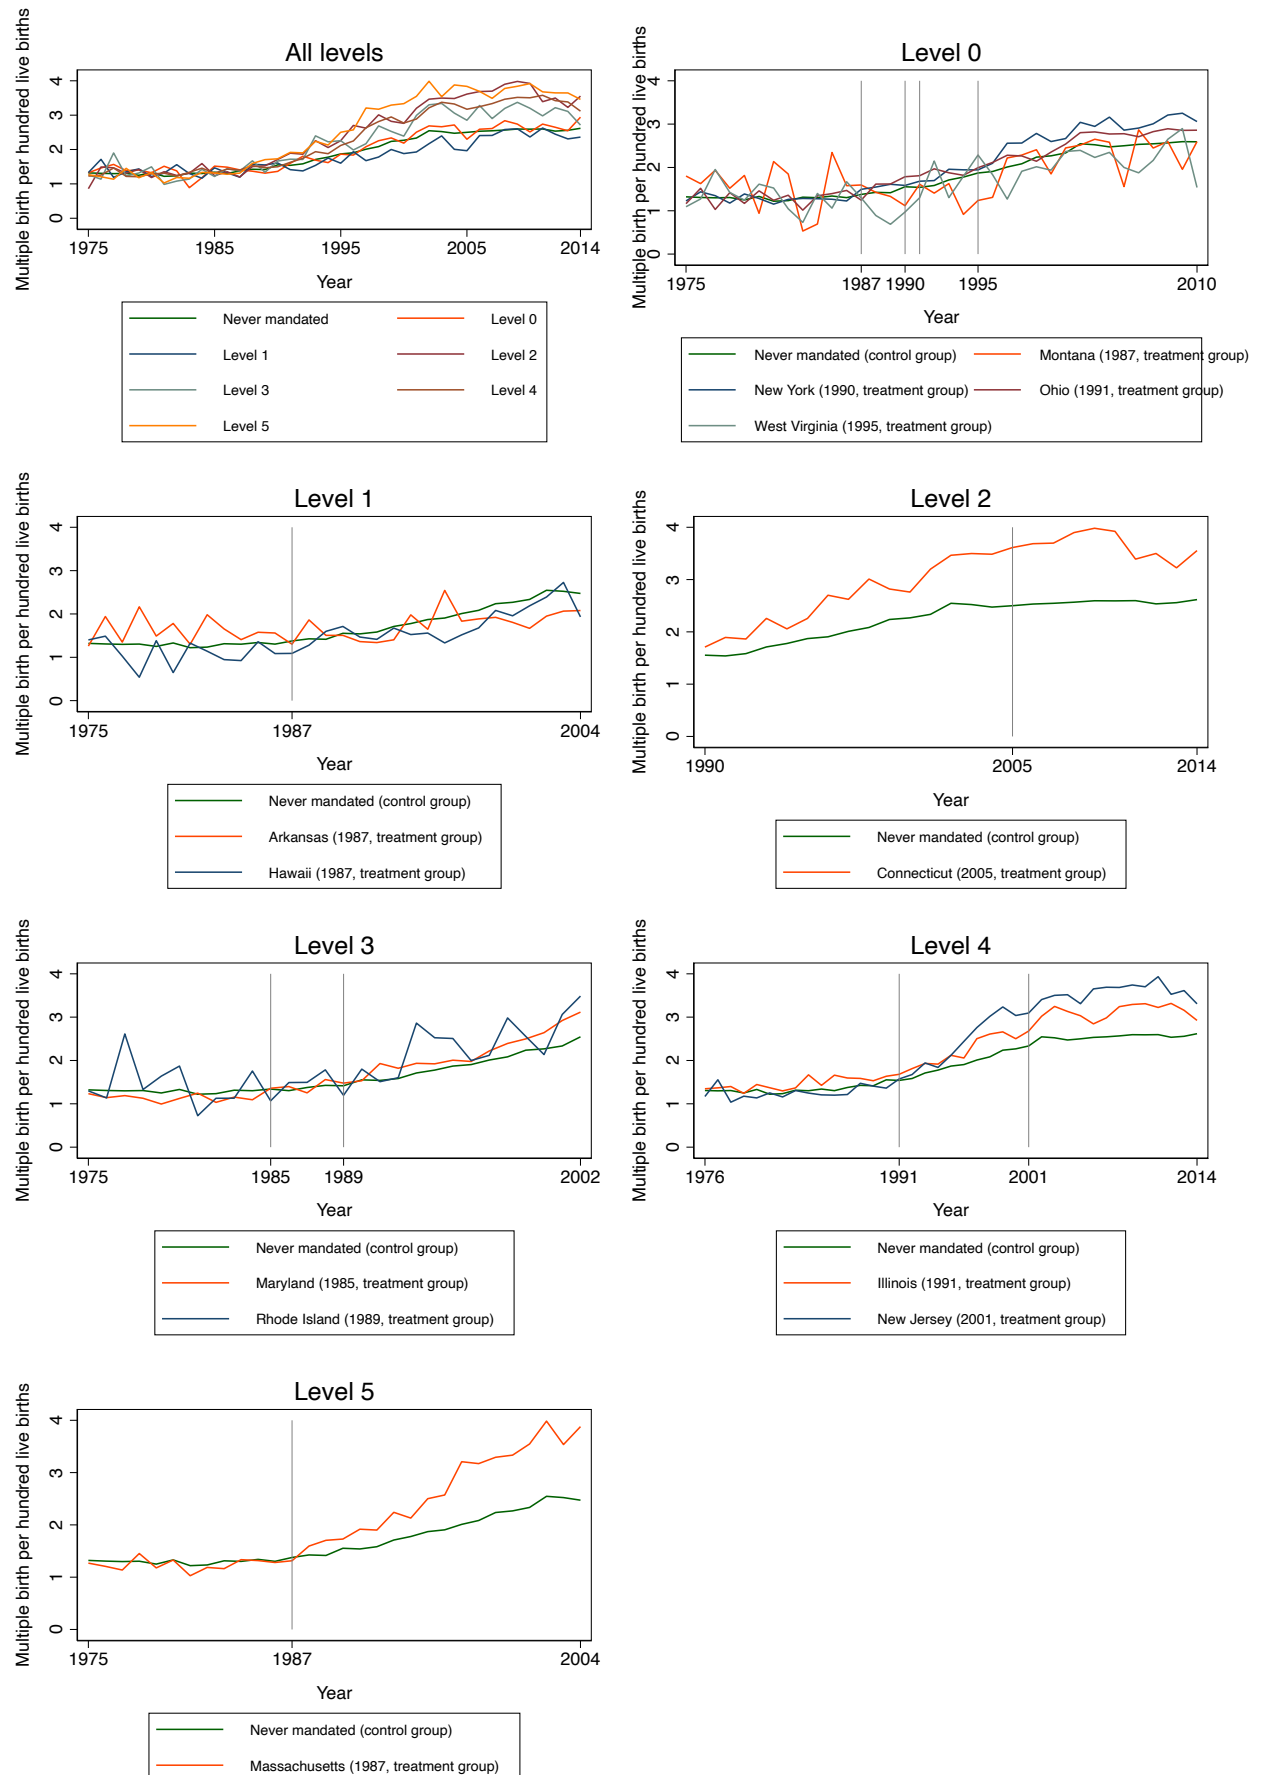 All levels
Multiple birth per hundred live births
0
1
2
3
4
1975
1985
1995
2005
2014
Year
Never mandated
Level 0
Level 1
Level 2
Level 3
Level 4
Level 5
Level 0
Multiple birth per hundred live births
0
1
2
3
4
1975
1987
1990
1995
2010
Year
Never mandated (control group)
Montana (1987, treatment group)
New York (1990, treatment group)
Ohio (1991, treatment group)
West Virginia (1995, treatment group)
Level 1
Multiple birth per hundred live births
0
1
2
3
4
1975
1987
2004
Year
Never mandated (control group)
Arkansas (1987, treatment group)
Hawaii (1987, treatment group)
Level 2
Multiple birth per hundred live births
0
1
2
3
4
1990
2005
2014
Year
Never mandated (control group)
Connecticut (2005, treatment group)
Level 3
Multiple birth per hundred live births
0
1
2
3
4
1975
1985
1989
2002
Year
Never mandated (control group)
Maryland (1985, treatment group)
Rhode Island (1989, treatment group)
Level 4
Multiple birth per hundred live births
0
1
2
3
4
1976
1991
2001
2014
Year
Never mandated (control group)
Illinois (1991, treatment group)
New Jersey (2001, treatment group)
Level 5
Multiple birth per hundred live births
0
1
2
3
4
1975
1987
2004
Year
Never mandated (control group)
Massachusetts (1987, treatment group)